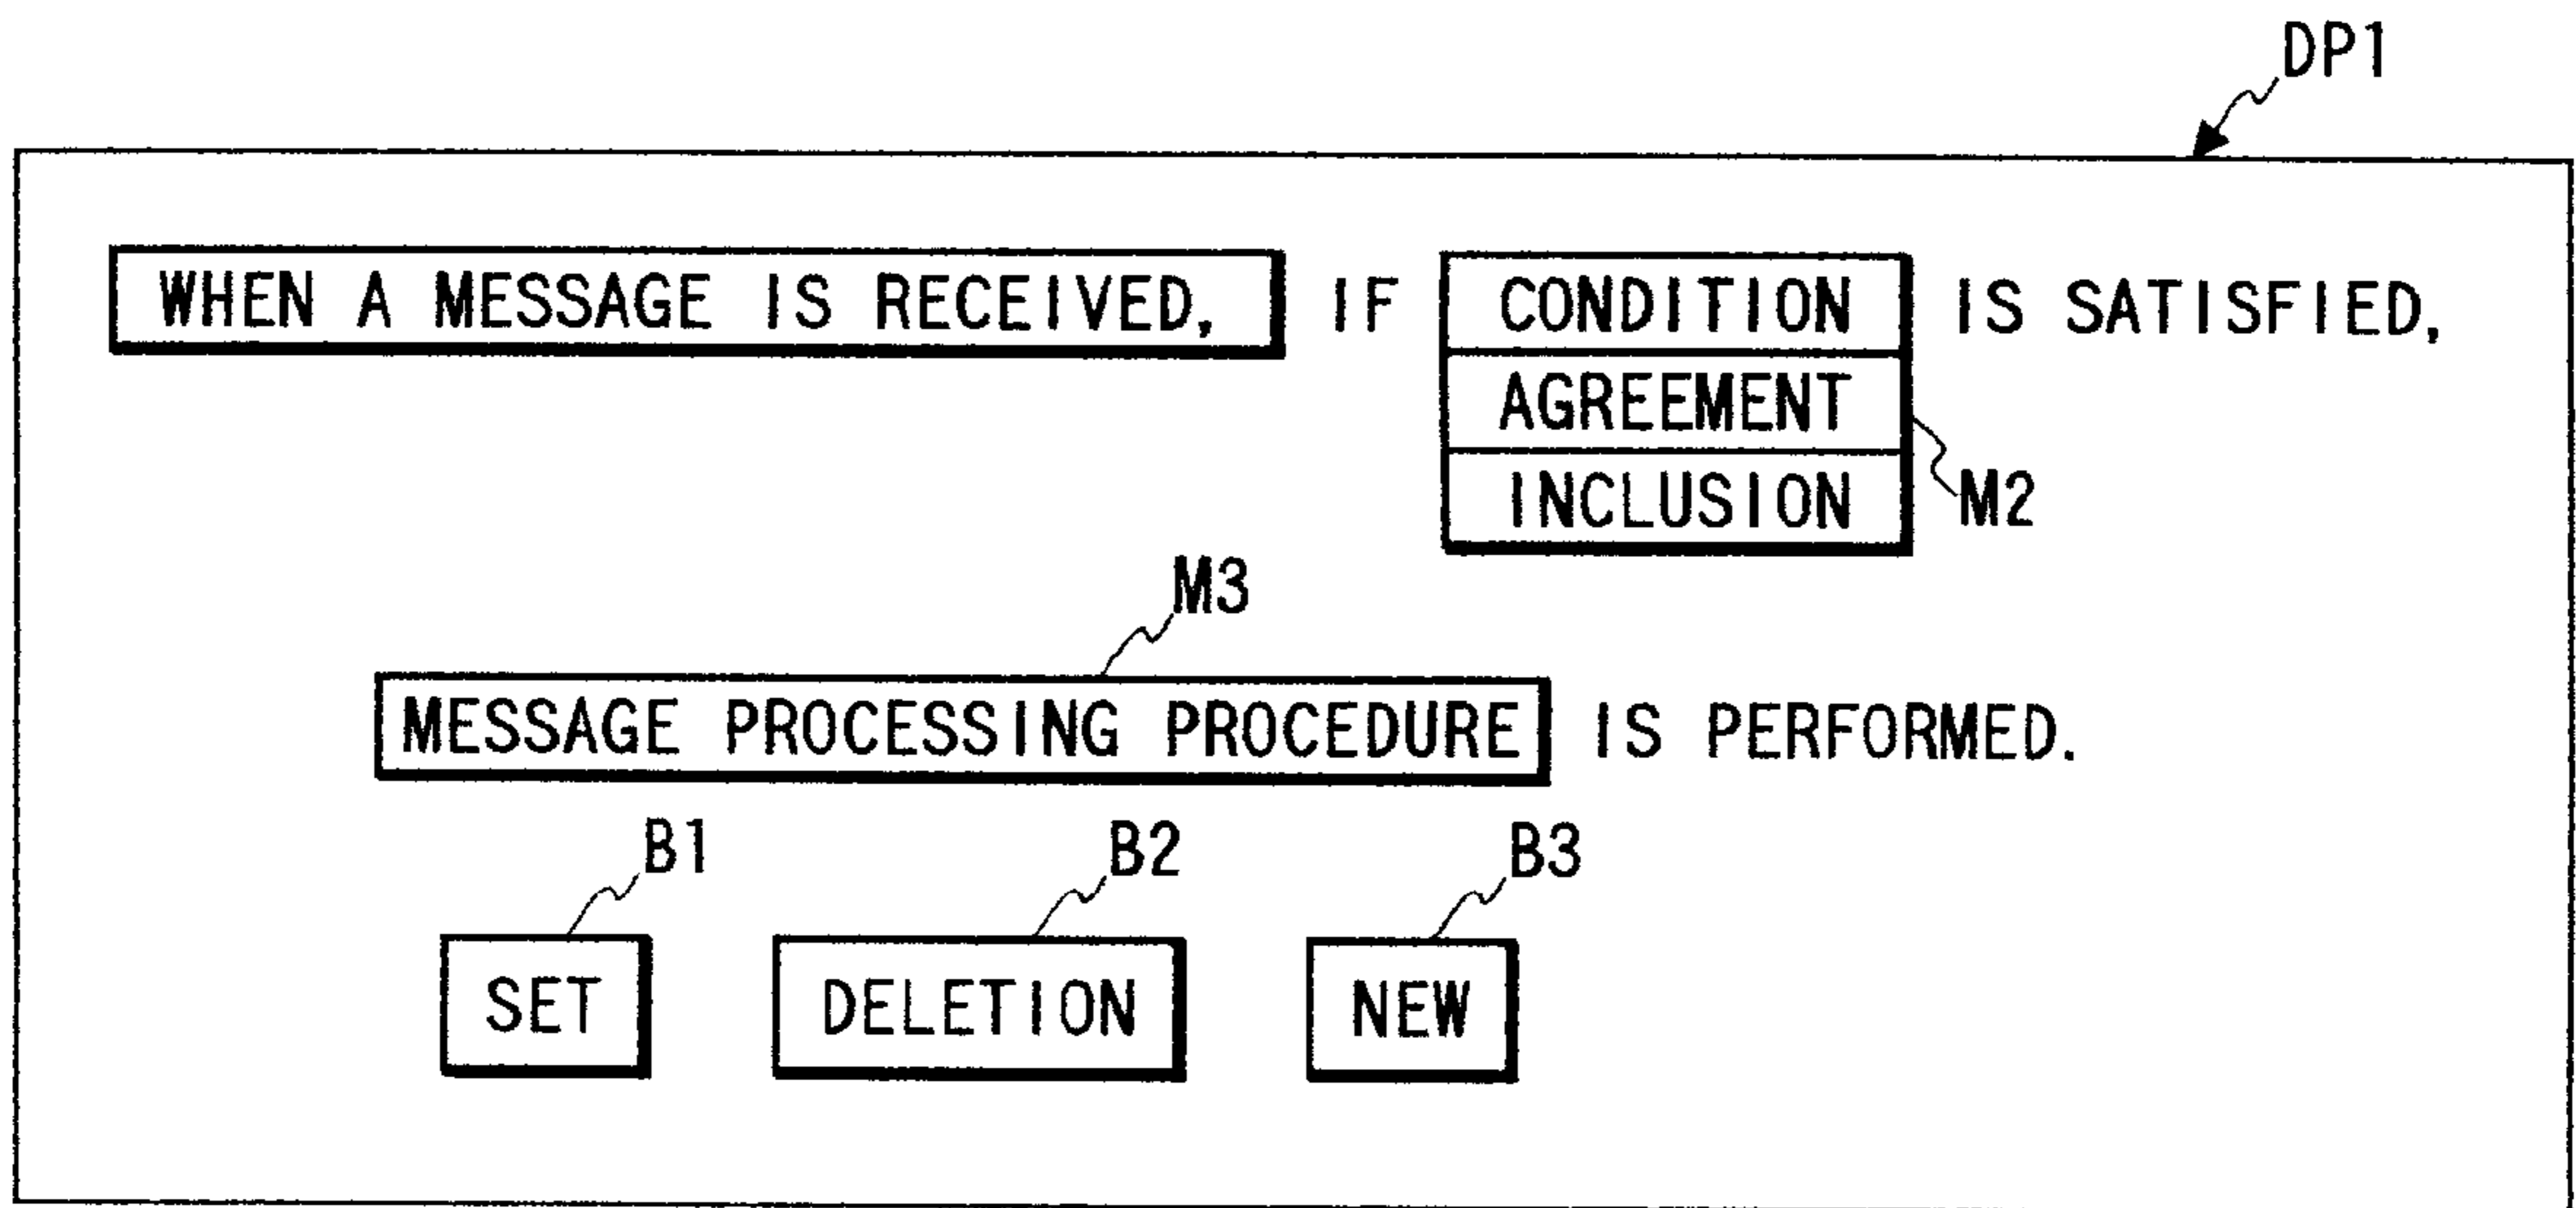 DP1
WHEN A MESSAGE IS RECEIVED, IF CONDITION IS SATISFIED,
AGREEMENT
INCLUSION
M2
M3
MESSAGE PROCESSING PROCEDURE IS PERFORMED.
B1 B2 B3
SET DELETION NEW